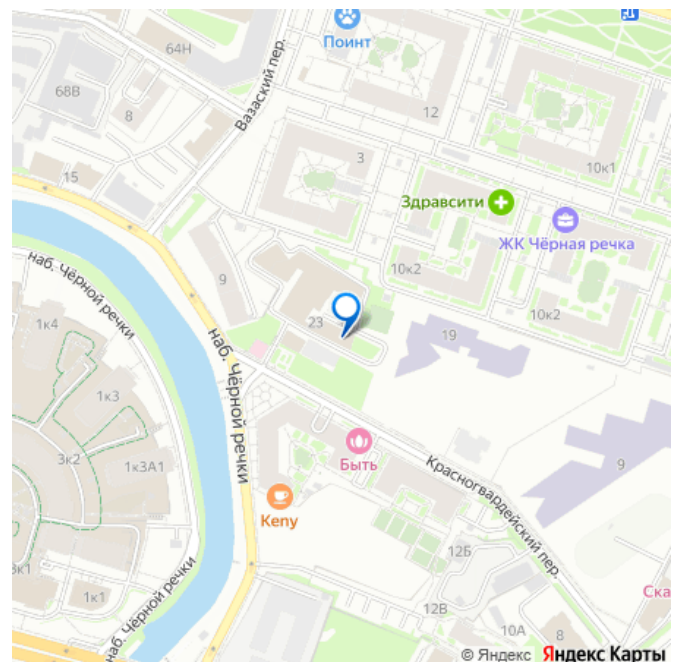 Поинт
64Н
Вазаский пер.
68В
8
12
3
10к1
15
Здравсити
ЖК Чёрная речка
наб. Чёрной речки
9
10к2
10к2
1к4
23
19
наб. Чёрной речки
1к3
3к2
1к3А1
Быть
Красногвардейский пер.
9
Keny
12Б
1к1
наб. Чёрной речки
12В
10А
8
© Яндекс Яндекс Карты